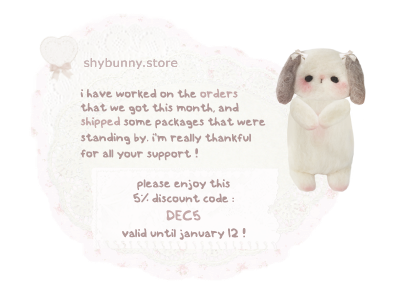 shybunny.store
i have worked on the orders
that we got this month, and
shipped some packages that were
standing by. i'm really thankful
for all your support !
please enjoy this
5% discount code :
DEC5
valid until january 12 !